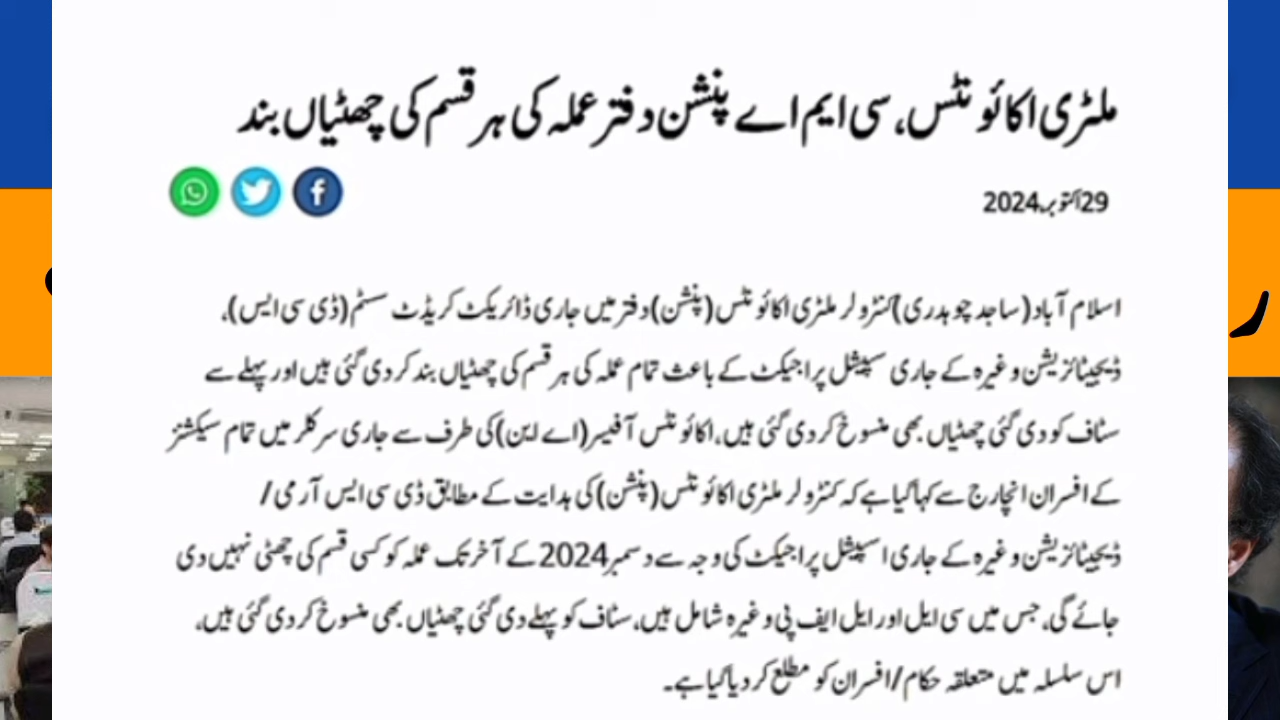 ملٹری اکائونٹس، سی ایم اے پنشن دفتر عملہ کی ہر قسم کی چھٹیاں بند
29 اکتوبر، 2024
اسلام آباد (ساجد چوہدری) کنٹرولر ملٹری اکائونٹس (پنشن) دفتر میں جاری ڈائریکٹ کریڈٹ سسٹم (ڈی سی ایس)،
ڈیجیٹائزیشن وغیرہ کے جاری سپیشل پراجیکٹ کے باعث تمام عملہ کی ہر قسم کی چھٹیاں بند کر دی گئی ہیں اور پہلے سے
سٹاف کو دی گئی چھٹیاں بھی منسوخ کر دی گئی ہیں، اکائونٹس آفیسر (اے این) کی طرف سے جاری سرکلر میں تمام سیکشنز
کے افسران انچارج سے کہا گیا ہے کہ کنٹرولر ملٹری اکائونٹس (پنشن) کی ہدایت کے مطابق ڈی سی ایس آرمی /
ڈیجیٹائزیشن وغیرہ کے جاری اسپیشل پراجیکٹ کی وجہ سے دسمبر 2024 کے آخر تک عملہ کو کسی قسم کی چھٹی نہیں دی
جائے گی، جس میں سی ایل اور ایل ایف پی وغیرہ شامل ہیں، سٹاف کو پہلے دی گئی چھٹیاں بھی منسوخ کر دی گئی ہیں،
اس سلسلہ میں متعلقہ حکام/افسران کو مطلع کر دیا گیا ہے۔